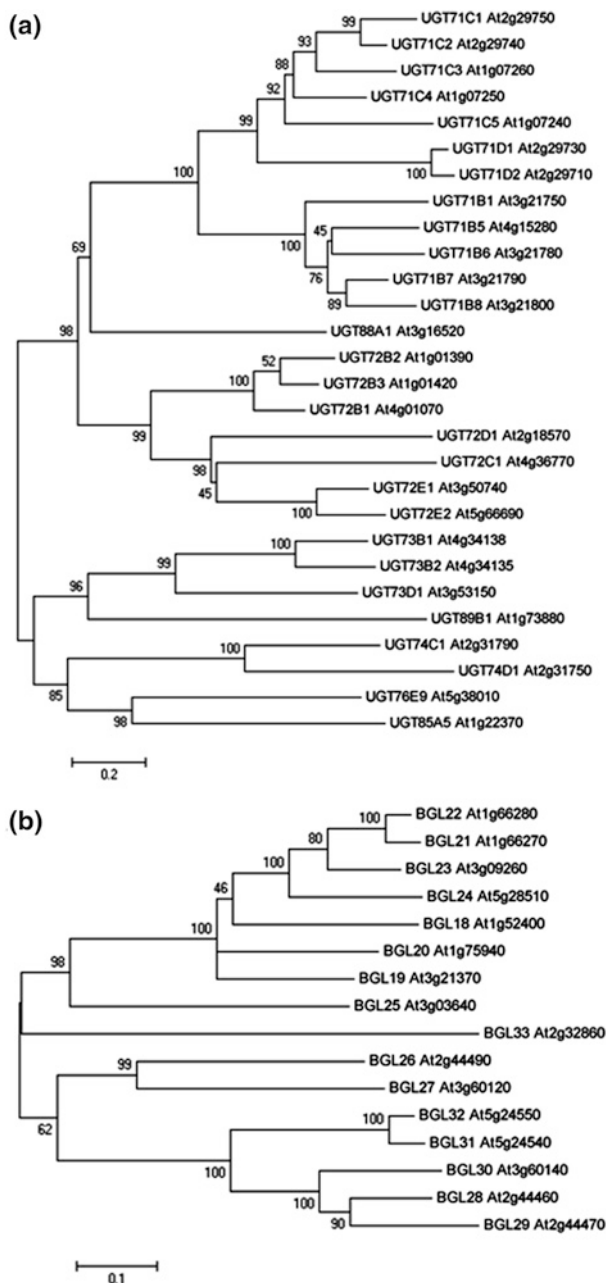 (a)
99
UGT71C1 At2g29750
93
UGT71C2 At2g29740
88
UGT71C3 At1g07260
92
UGT71C4 At1g07250
99
UGT71C5 At1g07240
UGT71D1 At2g29730
100
100
UGT71D2 At2g29710
UGT71B1 At3g21750
100
45
UGT71B5 At4g15280
69
UGT71B6 At3g21780
76
UGT71B7 At3g21790
89
UGT71B8 At3g21800
98
UGT88A1 At3g16520
52
UGT72B2 At1g01390
100
UGT72B3 At1g01420
UGT72B1 At4g01070
99
UGT72D1 At2g18570
98
UGT72C1 At4g36770
45
UGT72E1 At3g50740
100
UGT72E2 At5g66690
100
UGT73B1 At4g34138
99
UGT73B2 At4g34135
96
UGT73D1 At3g53150
UGT89B1 At1g73880
100
UGT74C1 At2g31790
UGT74D1 At2g31750
85
UGT76E9 At5g38010
98
UGT85A5 At1g22370
0.2
(b)
100
BGL22 At1g66280
80
BGL21 At1g66270
100
BGL23 At3g09260
46
BGL24 At5g28510
100
BGL18 At1g52400
BGL20 At1g75940
98
BGL19 At3g21370
BGL25 At3g03640
BGL33 At2g32860
99
BGL26 At2g44490
BGL27 At3g60120
62
100
BGL32 At5g24550
BGL31 At5g24540
100
BGL30 At3g60140
100
BGL28 At2g44460
90
BGL29 At2g44470
0.1